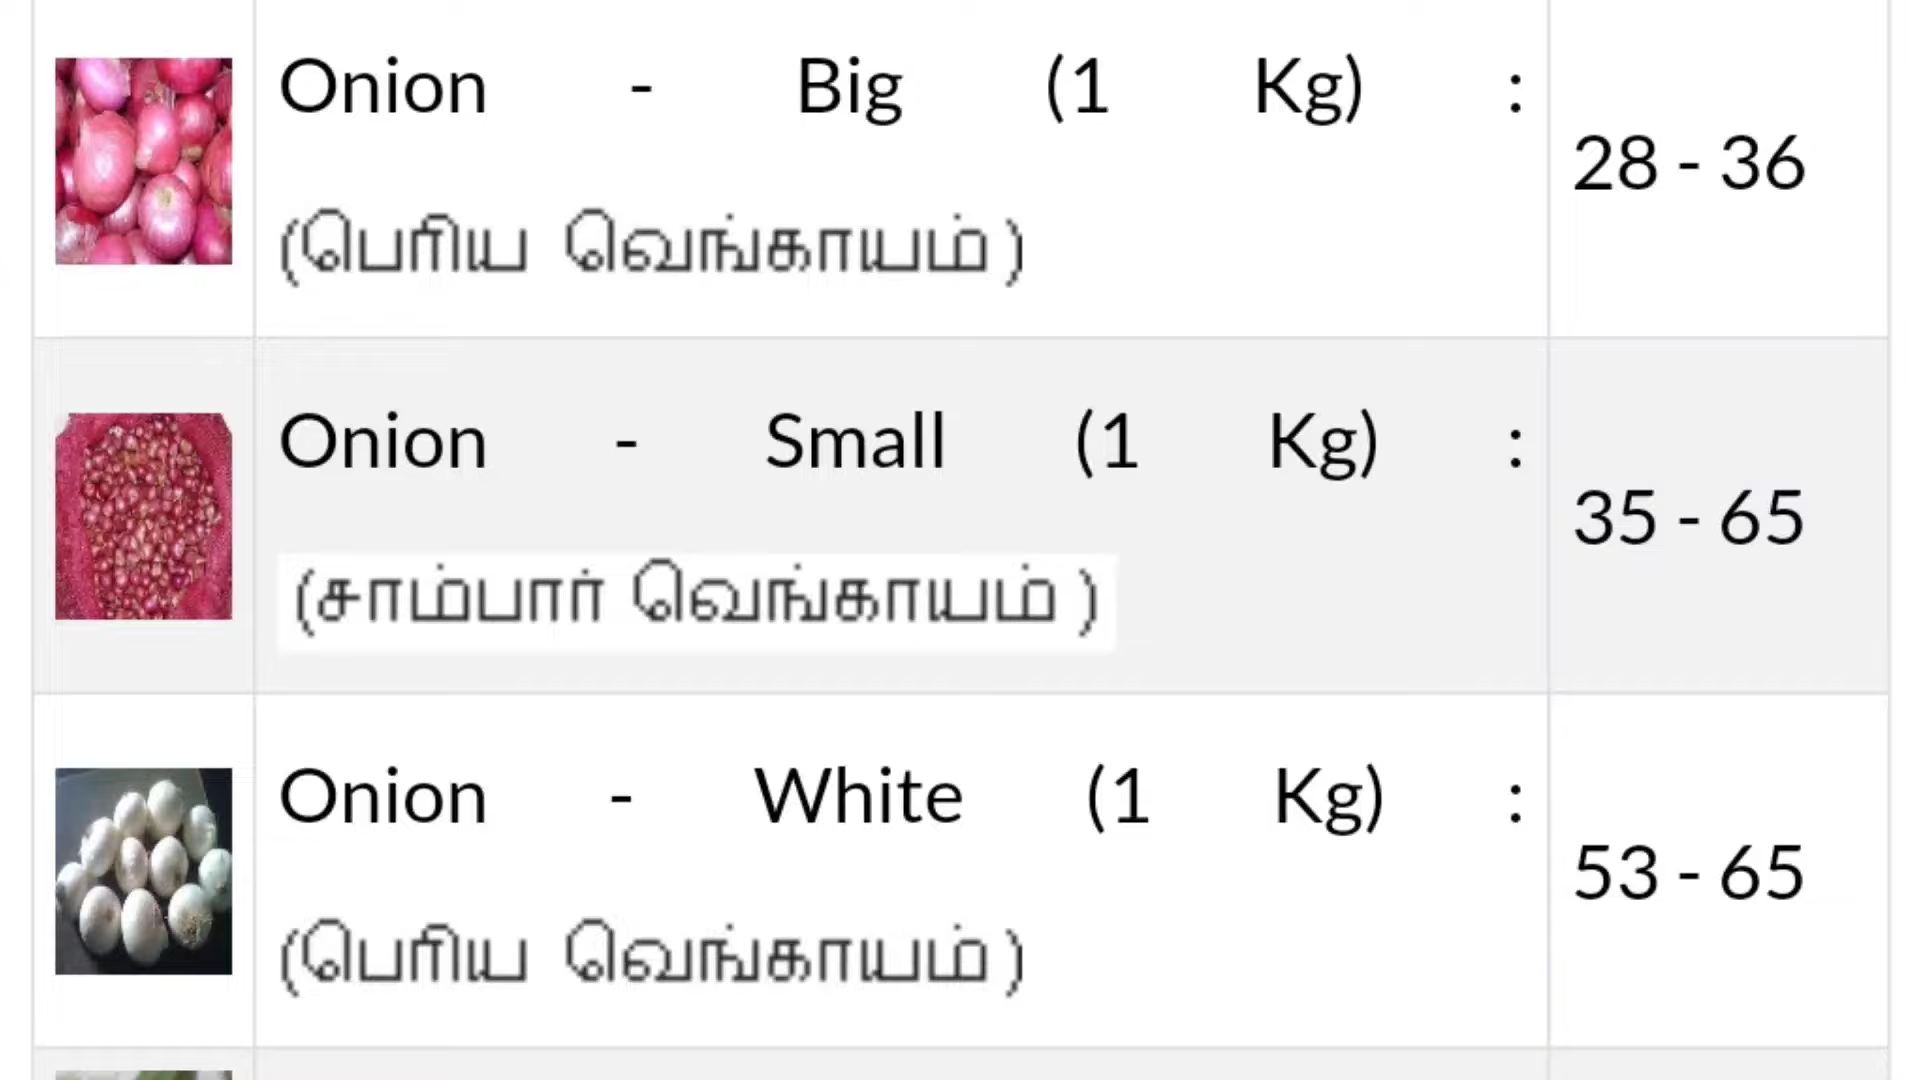 Onion - Big (1 Kg) :
28 - 36
(பெரிய வெங்காயம் )
Onion - Small (1 Kg) :
35 - 65
(சாம்பார் வெங்காயம் )
Onion - White (1 Kg) :
53 - 65
(பெரிய வெங்காயம் )